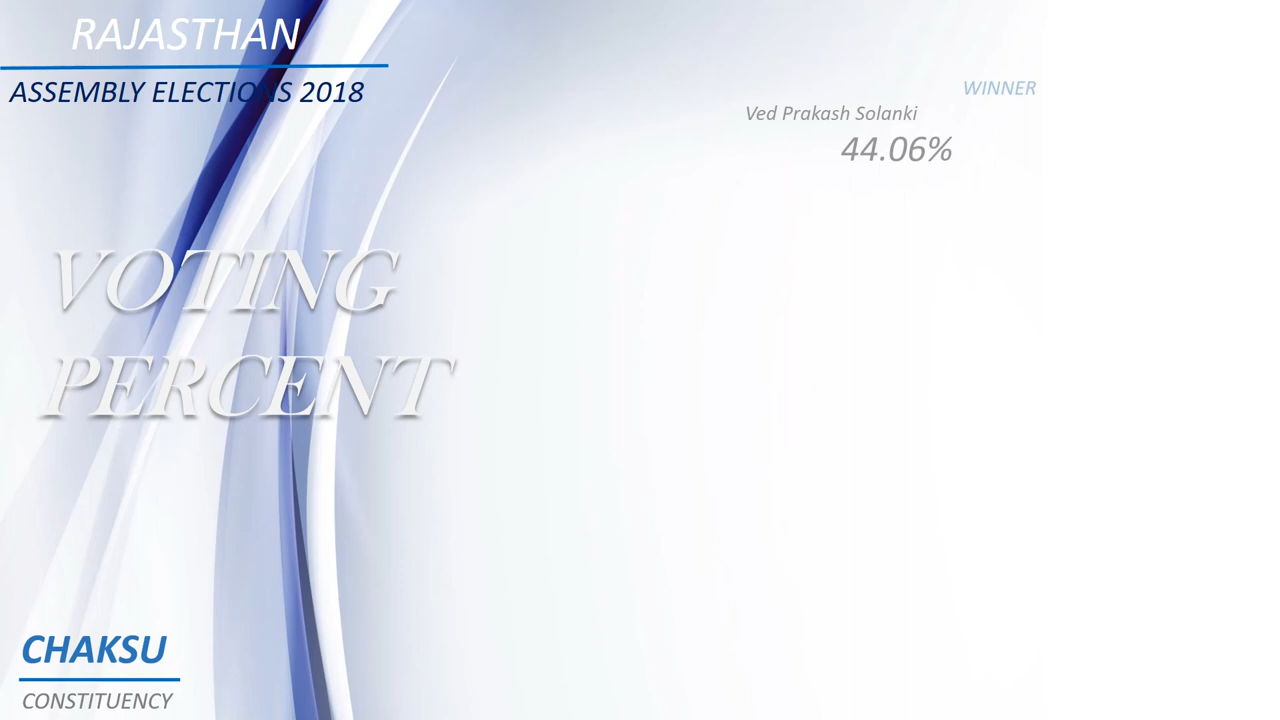 RAJASTHAN
ASSEMBLY ELECTIONS 2018
WINNER
Ved Prakash Solanki
44.06%
VOTING
PERCENT
CHAKSU
CONSTITUENCY